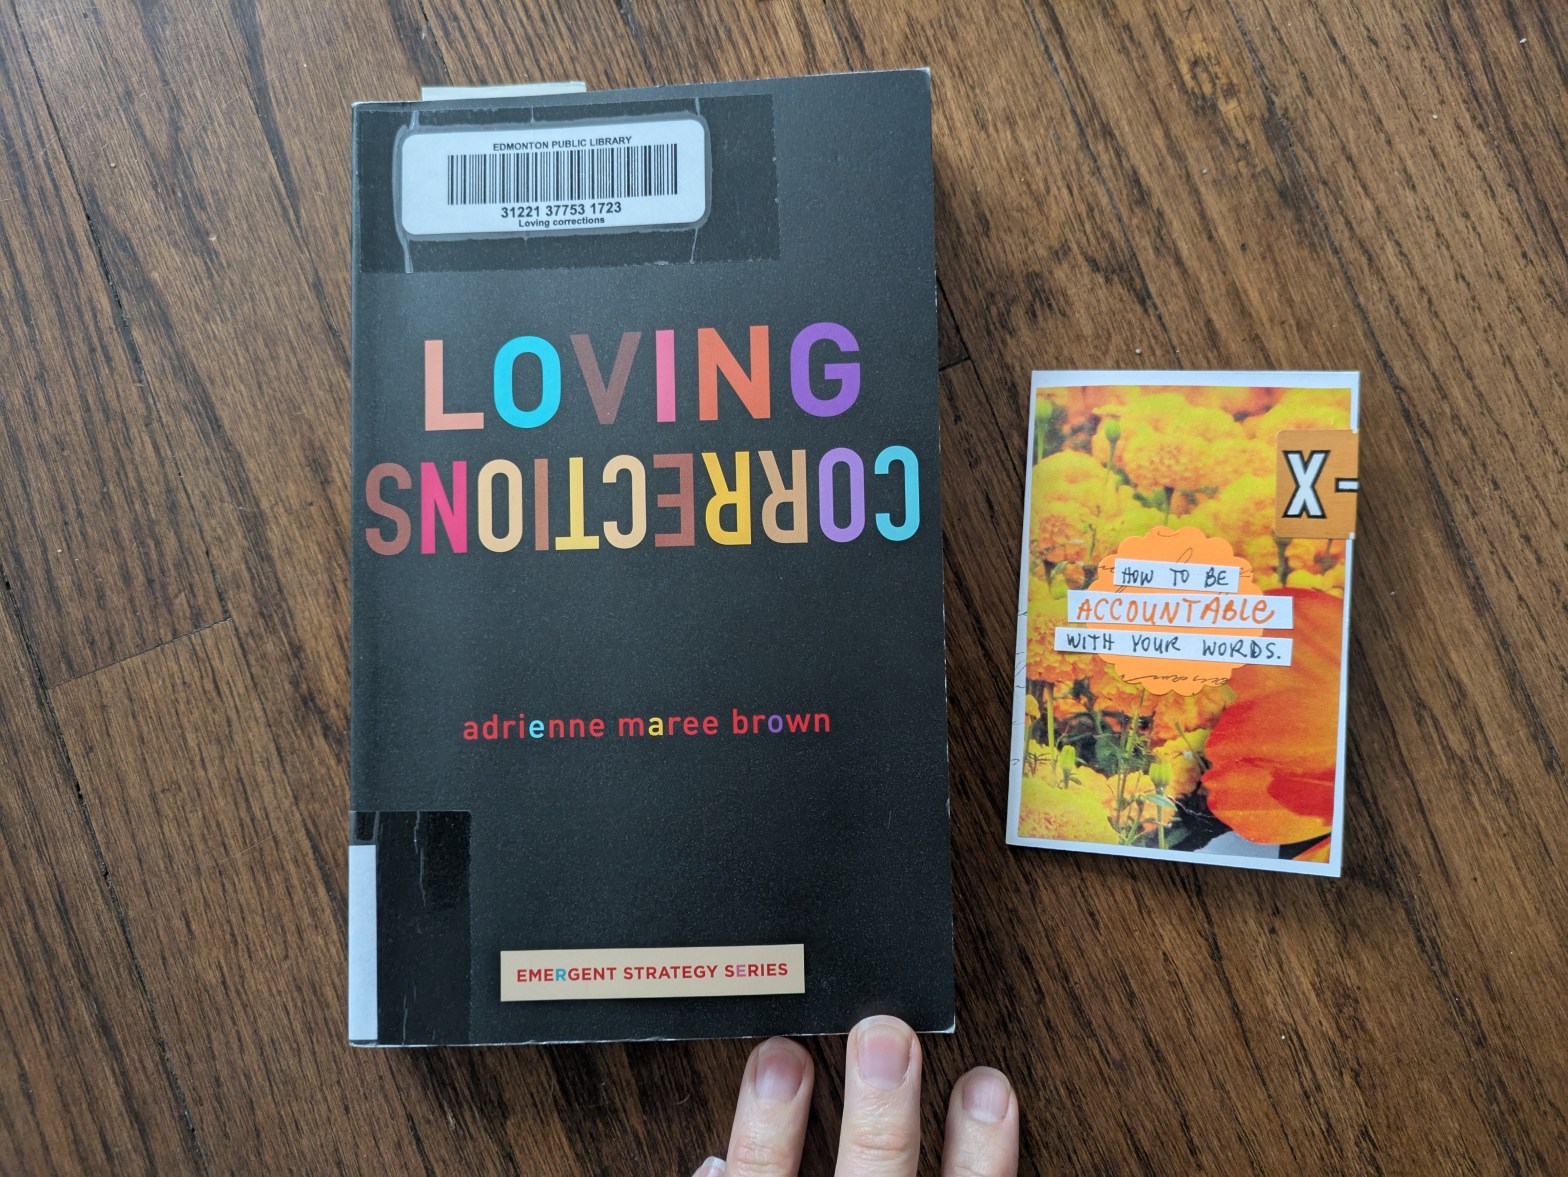 EDMONTON PUBLIC LIBRARY
31221 37753 1723
Loving corrections
LOVING
CORRECTIONS
adrienne maree brown
EMERGENT STRATEGY SERIES
X-
HOW TO BE
ACCOUNTABLE
WITH YOUR WORDS.